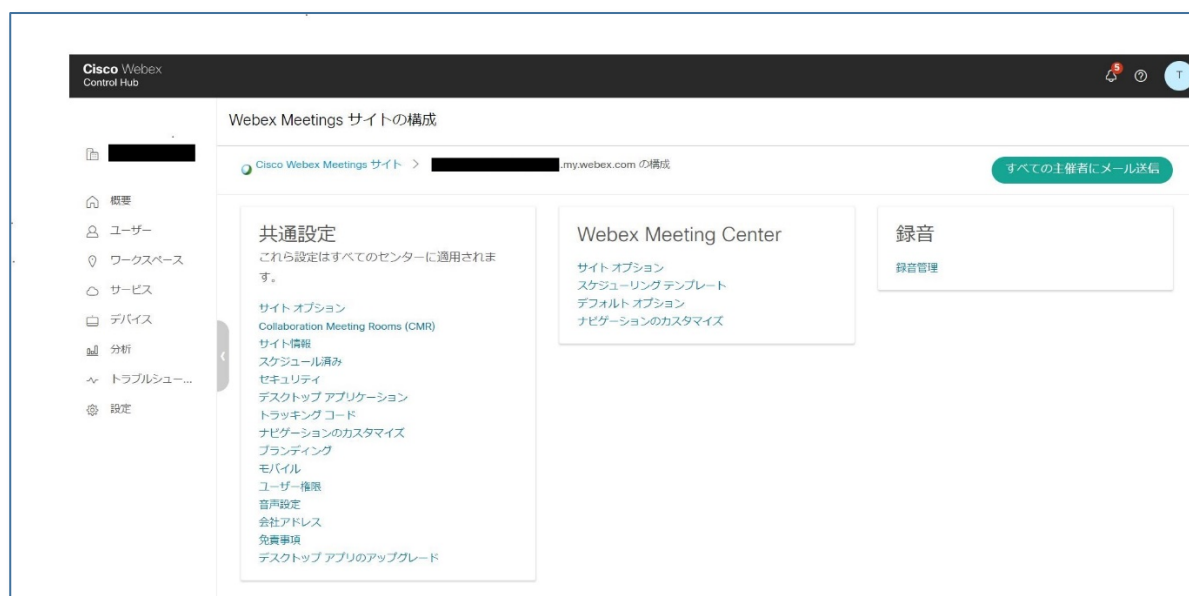 Cisco Webex
Control Hub
5
T
Webex Meetings サイトの構成
Cisco Webex Meetings サイト > .my.webex.com の構成
すべての主催者にメール送信
概要
ユーザー
ワークスペース
サービス
デバイス
分析
トラブルシュー...
設定
共通設定
これら設定はすべてのセンターに適用されま
す。
サイト オプション
Collaboration Meeting Rooms (CMR)
サイト情報
スケジュール済み
セキュリティ
デスクトップ アプリケーション
トラッキング コード
ナビゲーションのカスタマイズ
ブランディング
モバイル
ユーザー権限
音声設定
会社アドレス
免責事項
デスクトップ アプリのアップグレード
Webex Meeting Center
サイト オプション
スケジューリング テンプレート
デフォルト オプション
ナビゲーションのカスタマイズ
録音
録音管理